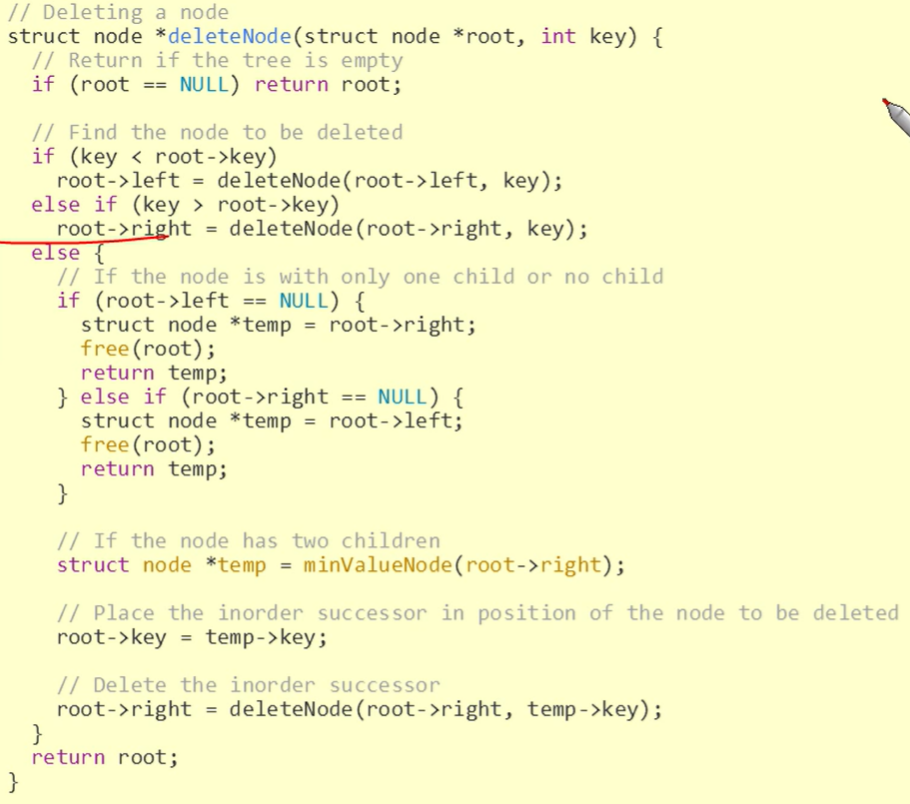 // Deleting a node
struct node *deleteNode(struct node *root, int key) {
  // Return if the tree is empty
  if (root == NULL) return root;

  // Find the node to be deleted
  if (key < root->key)
    root->left = deleteNode(root->left, key);
  else if (key > root->key)
    root->right = deleteNode(root->right, key);
  else {
    // If the node is with only one child or no child
    if (root->left == NULL) {
      struct node *temp = root->right;
      free(root);
      return temp;
    } else if (root->right == NULL) {
      struct node *temp = root->left;
      free(root);
      return temp;
    }

    // If the node has two children
    struct node *temp = minValueNode(root->right);

    // Place the inorder successor in position of the node to be deleted
    root->key = temp->key;

    // Delete the inorder successor
    root->right = deleteNode(root->right, temp->key);
  }
  return root;
}